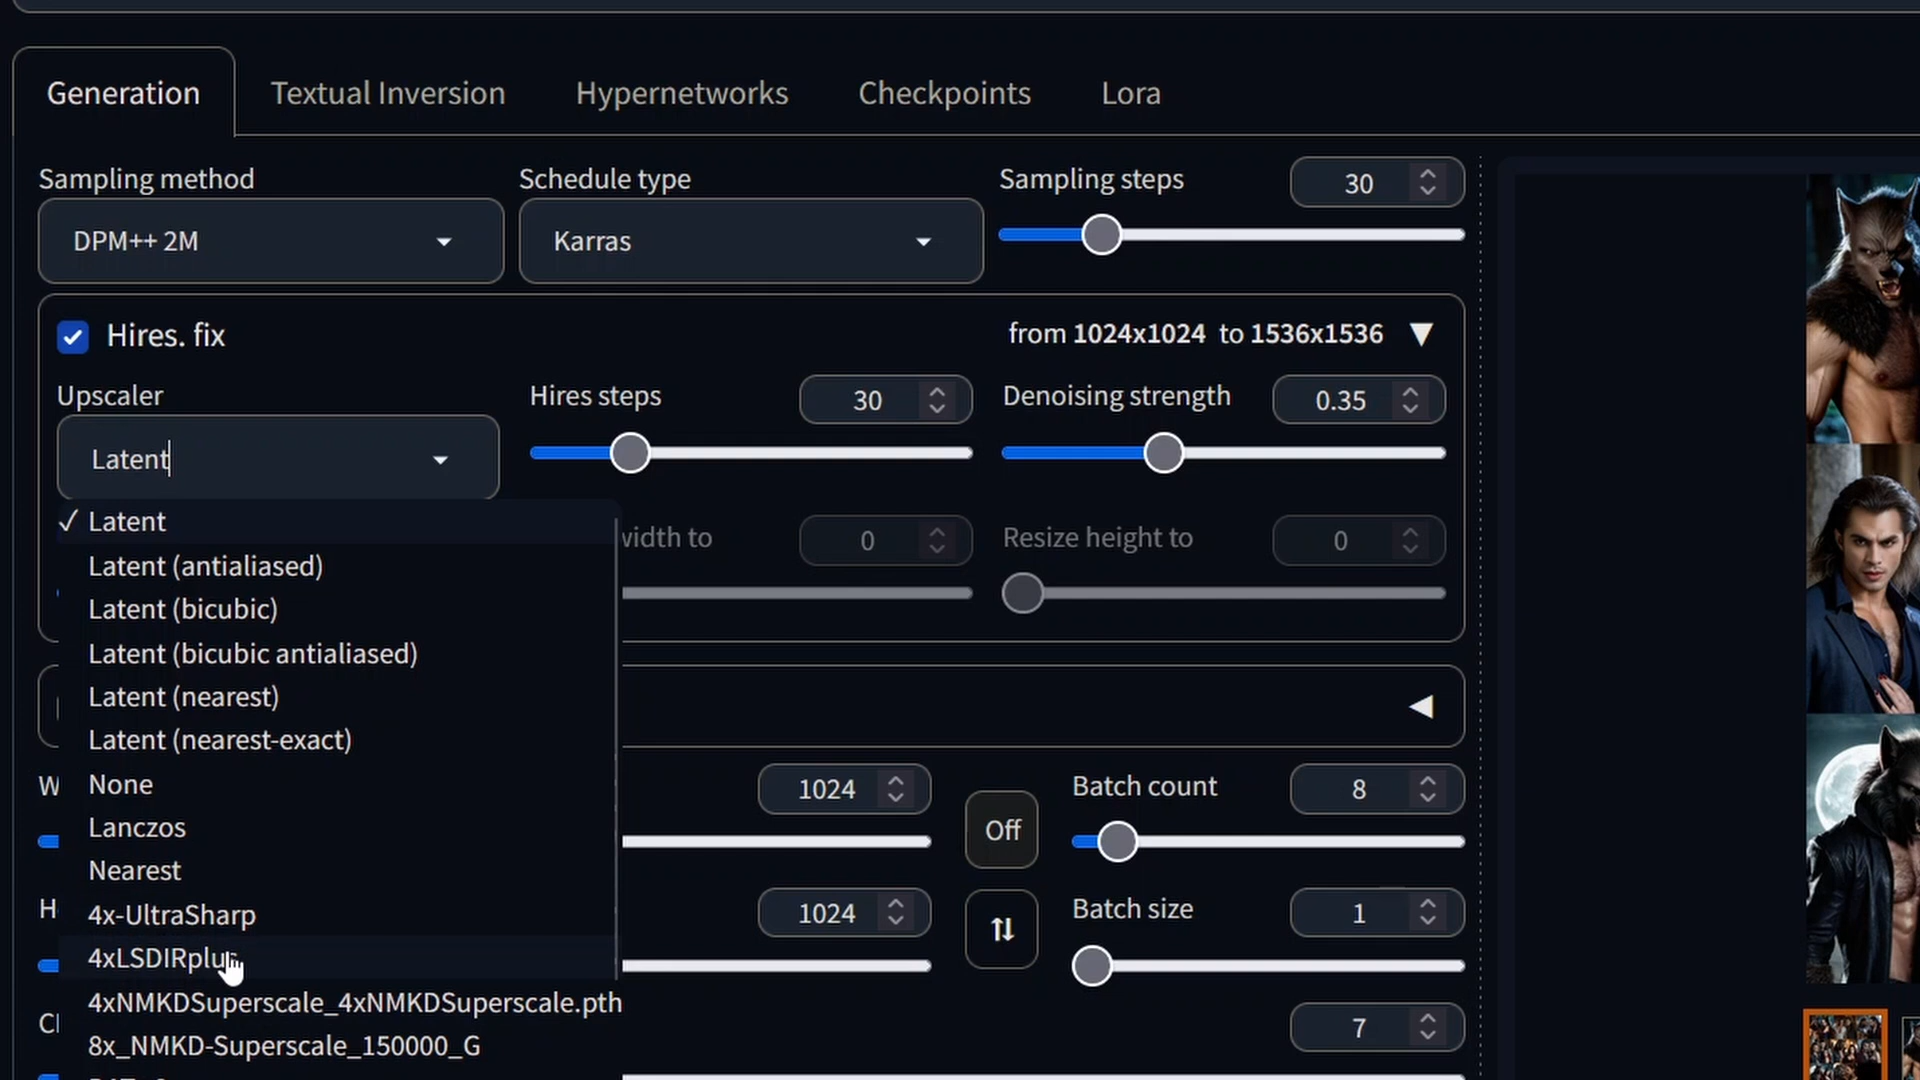 Generation Textual Inversion Hypernetworks Checkpoints Lora
Sampling method Schedule type Sampling steps 30
DPM++ 2M Karras
Hires. fix from 1024x1024 to 1536x1536
Upscaler Hires steps 30 Denoising strength 0.35
Latent
Latent
width to 0 Resize height to 0
Latent (antialiased)
Latent (bicubic)
Latent (bicubic antialiased)
Latent (nearest)
Latent (nearest-exact)
W None 1024 Batch count 8
Lanczos Off
Nearest
H 4x-UltraSharp 1024 Batch size 1
4xLSDIRplus
4xNMKDSuperscale_4xNMKDSuperscale.pth
8x_NMKD-Superscale_150000_G 7